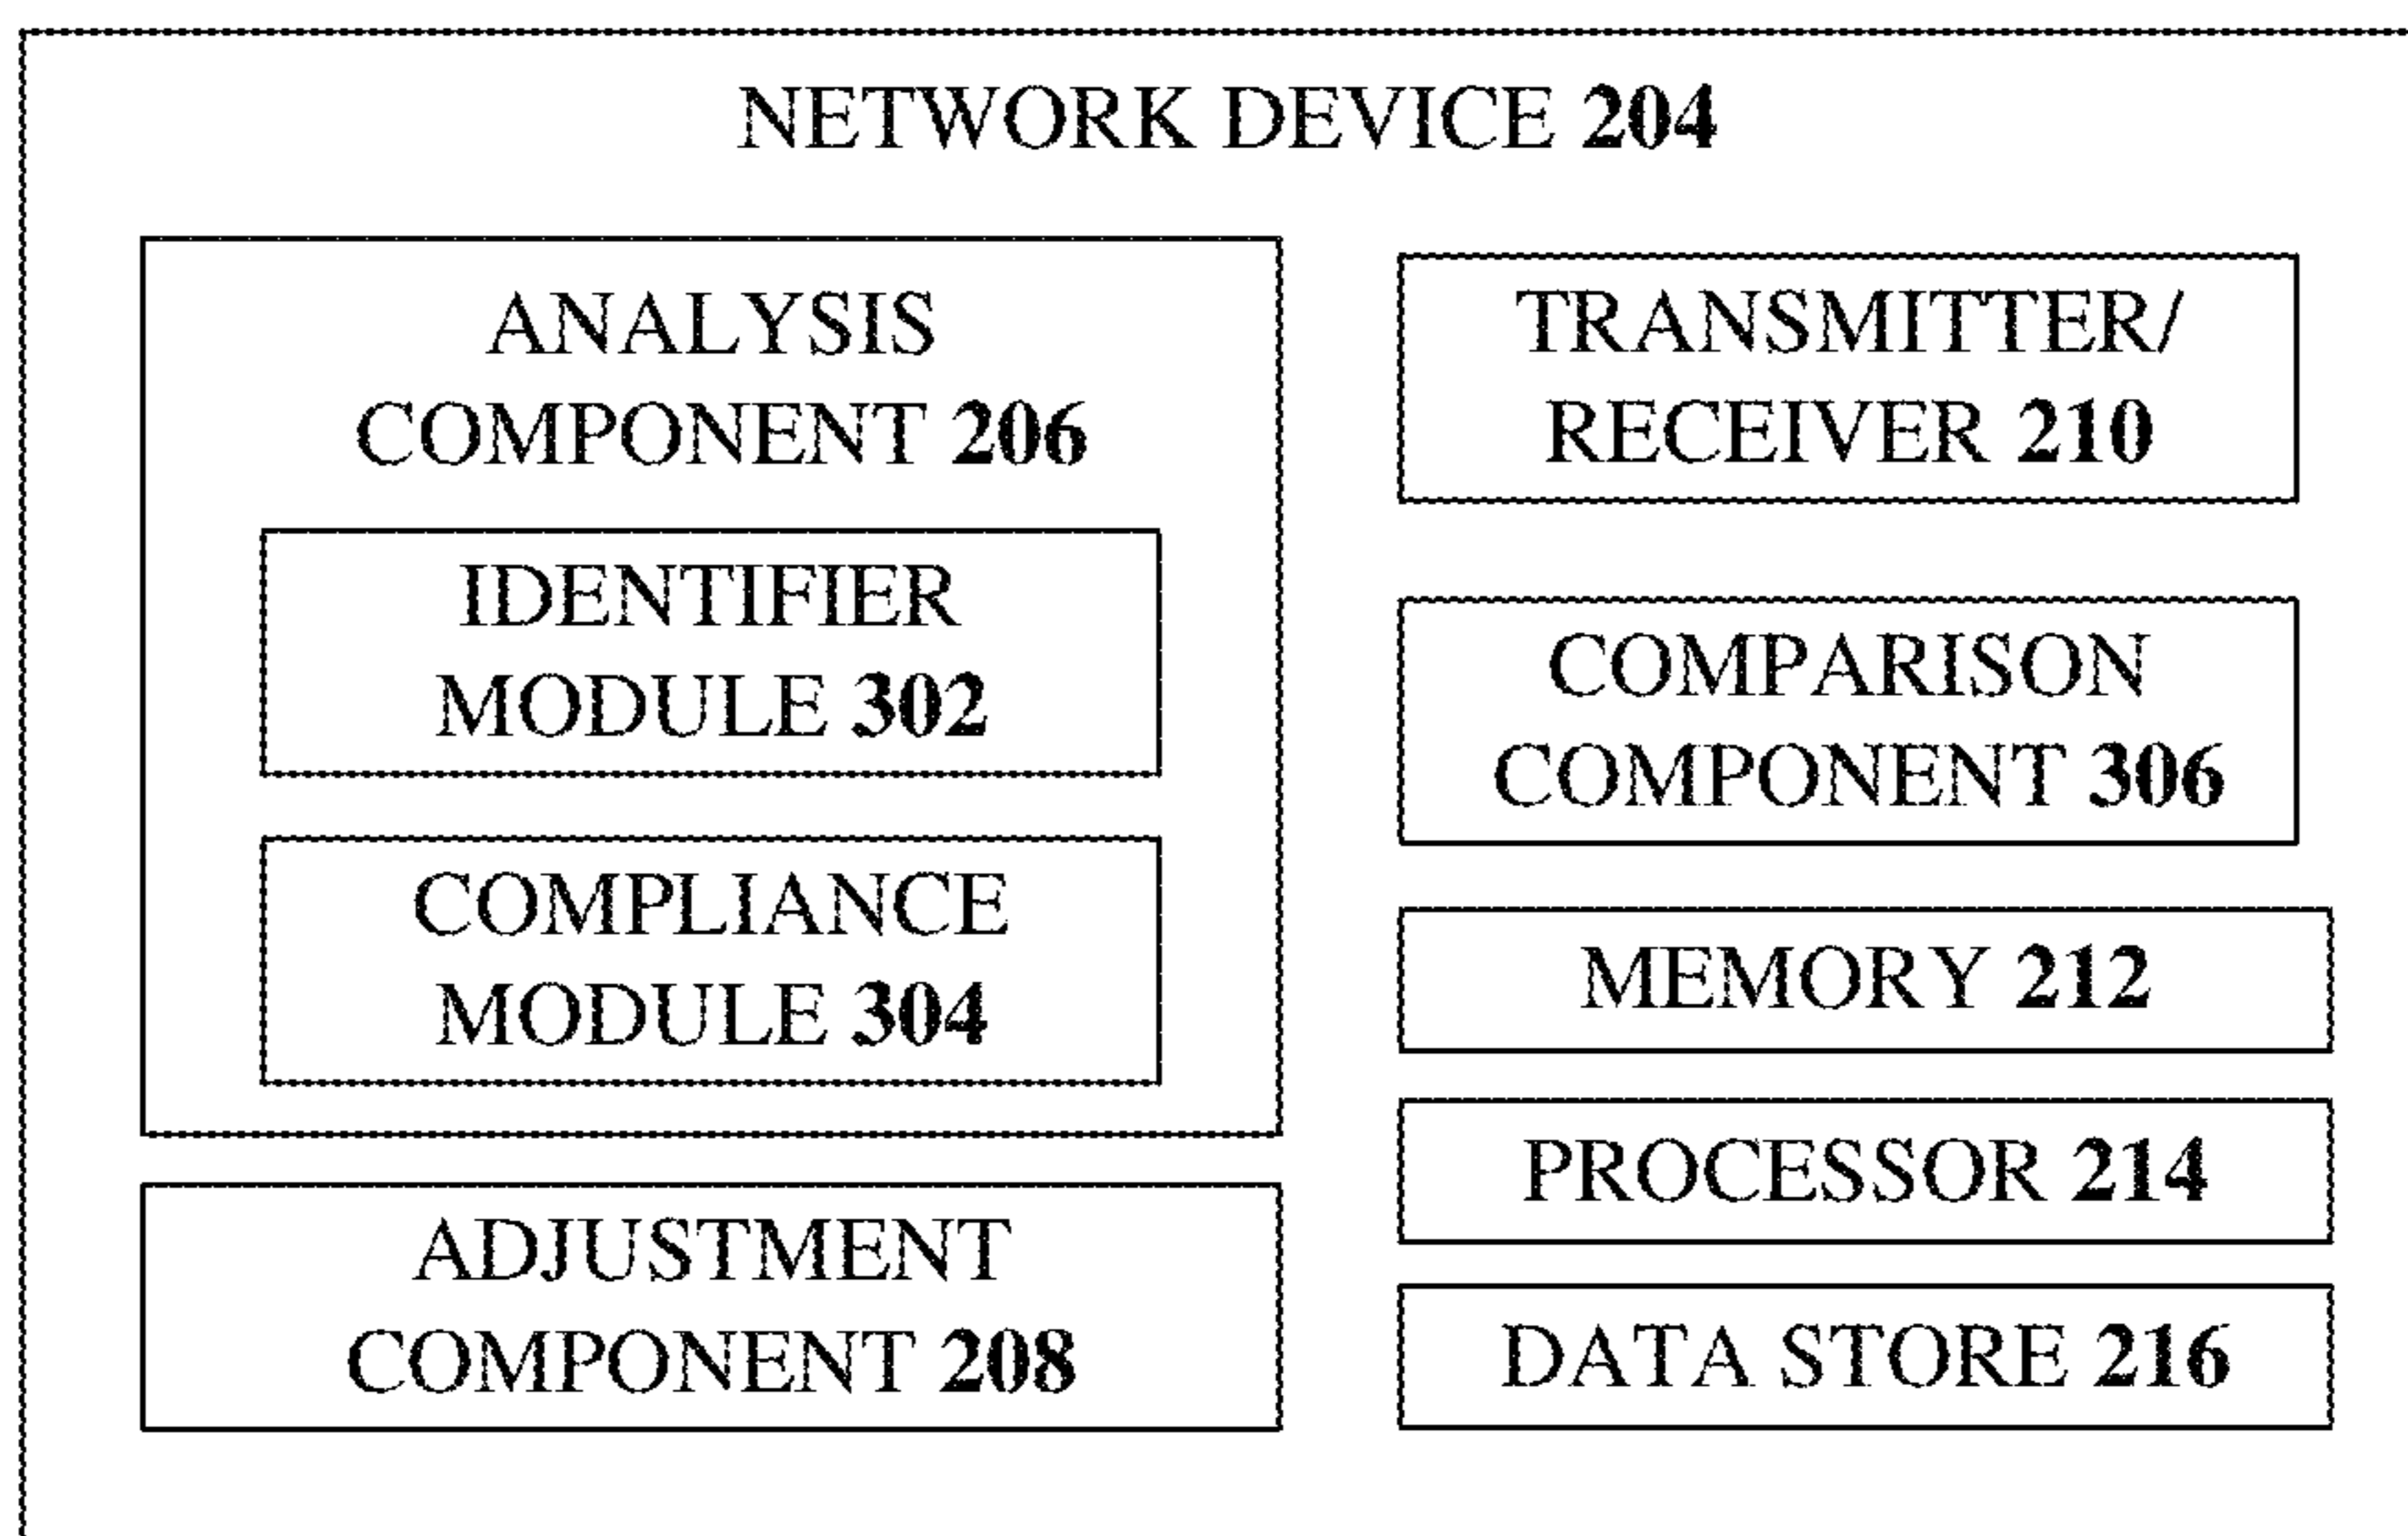 NETWORK DEVICE 204
ANALYSIS
COMPONENT 206
IDENTIFIER
MODULE 302
COMPLIANCE
MODULE 304
ADJUSTMENT
COMPONENT 208
TRANSMITTER/
RECEIVER 210
COMPARISON
COMPONENT 306
MEMORY 212
PROCESSOR 214
DATA STORE 216